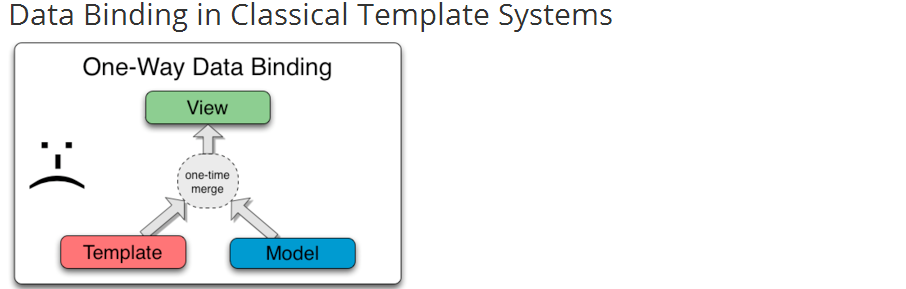 Data Binding in Classical Template Systems
One-Way Data Binding
View
one-time
merge
Template
Model